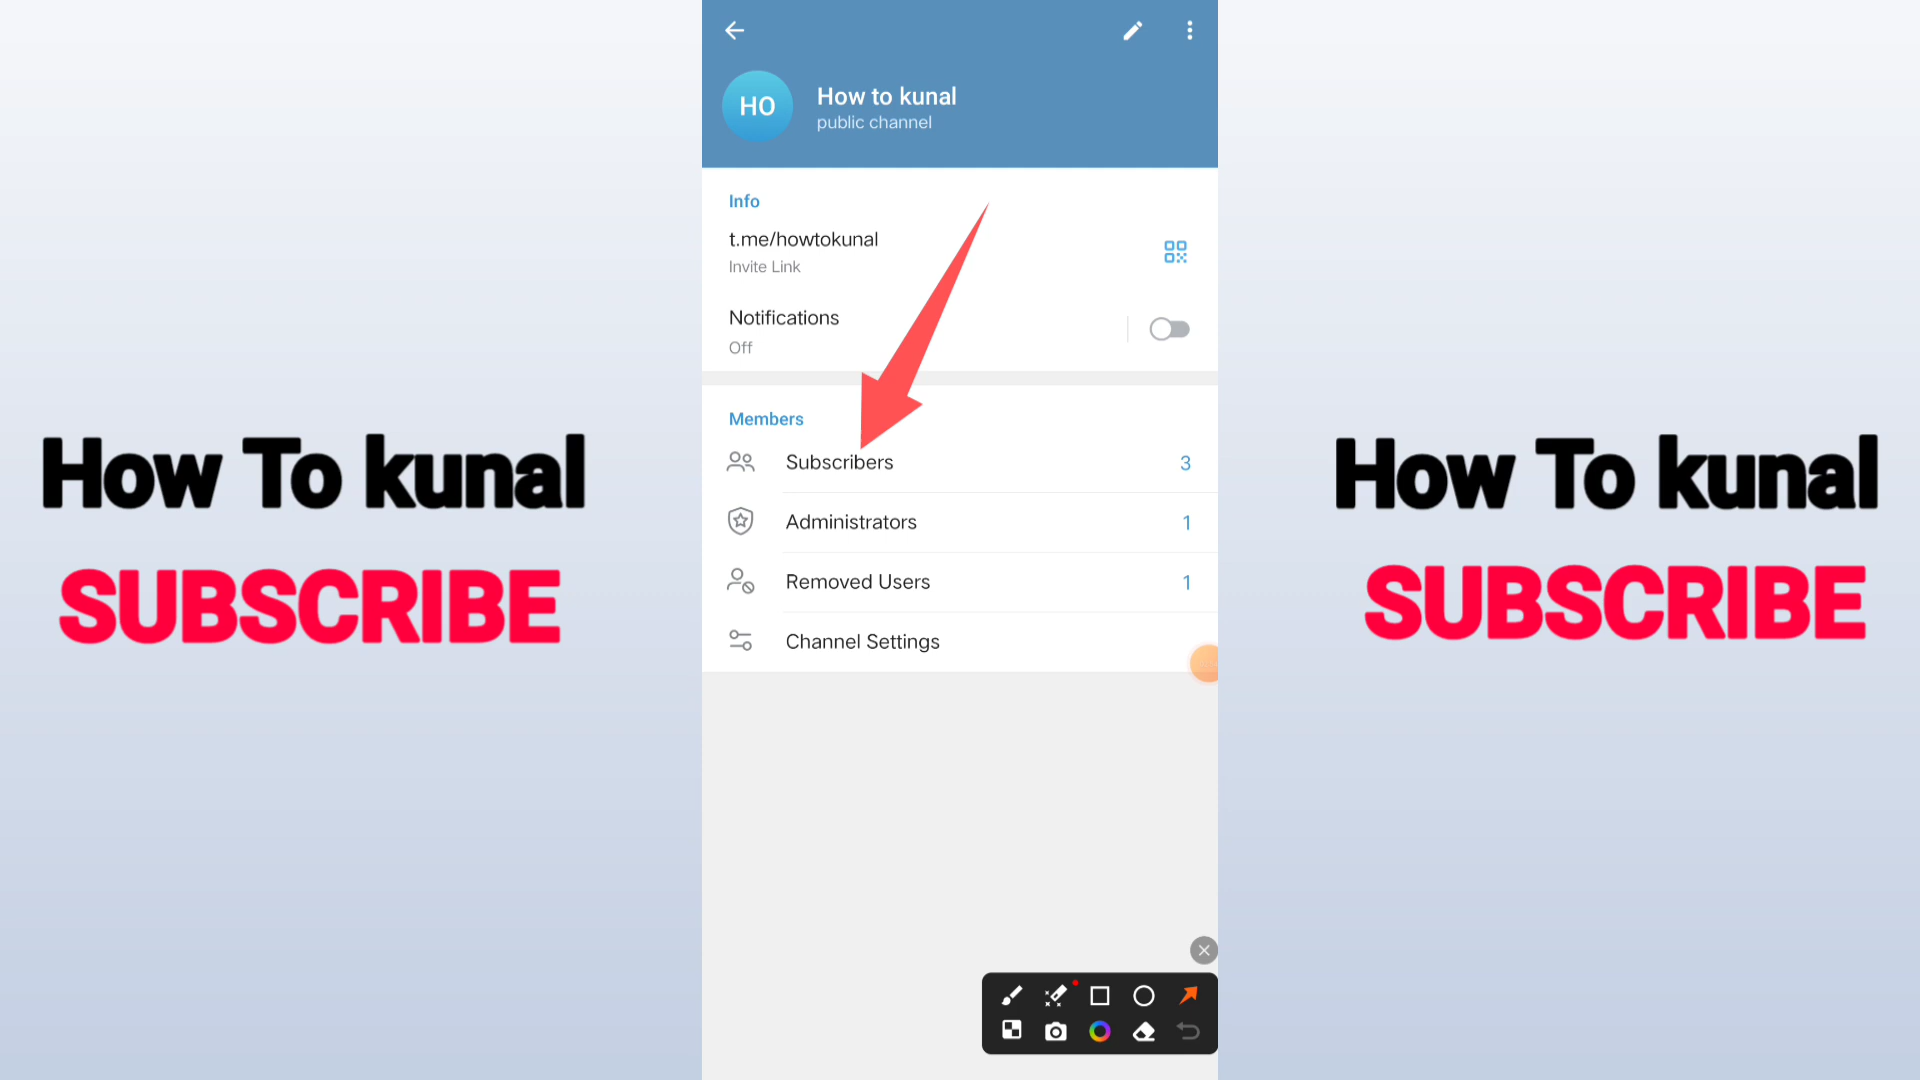 How To kunal
SUBSCRIBE
HO
How to kunal
public channel
Info
t.me/howtokunal
Invite Link
Notifications
Off
Members
Subscribers 3
Administrators 1
Removed Users 1
Channel Settings
How To kunal
SUBSCRIBE